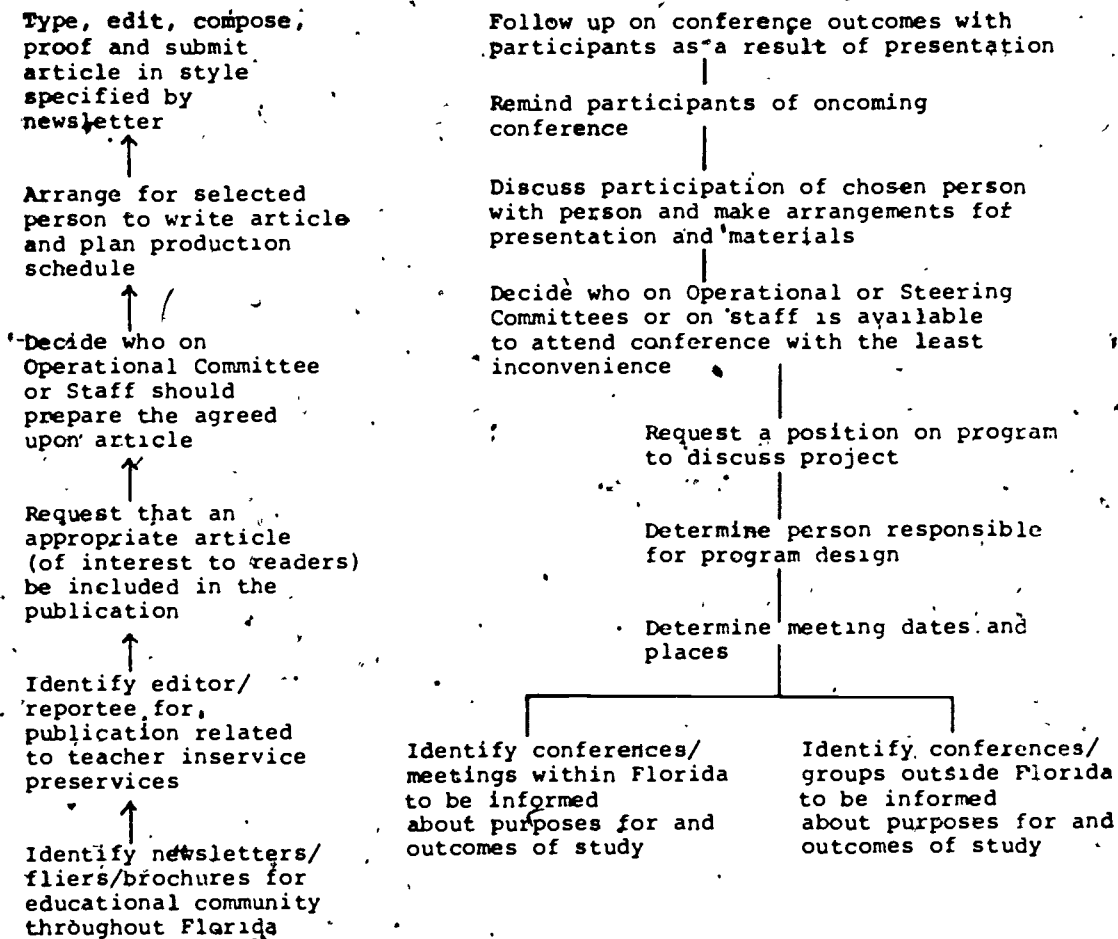 Type, edit, compose,
proof and submit
article in style
specified by
newsletter
Arrange for selected
person to write article
and plan production
schedule
Decide who on
Operational Committee
or Staff should
prepare the agreed
upon article
Request that an
appropriate article
(of interest to readers)
be included in the
publication
Identify editor/
reportee for
publication related
to teacher inservice
preservices
Identify newsletters/
fliers/brochures for
educational community
throughout Florida
Follow up on conference outcomes with
participants as a result of presentation
Remind participants of oncoming
conference
Discuss participation of chosen person
with person and make arrangements for
presentation and materials
Decide who on Operational or Steering
Committees or on staff is available
to attend conference with the least
inconvenience
Request a position on program
to discuss project
Determine person responsible
for program design
Determine meeting dates and
places
Identify conferences/
meetings within Florida
to be informed
about purposes for and
outcomes of study
Identify conferences/
groups outside Florida
to be informed
about purposes for and
outcomes of study